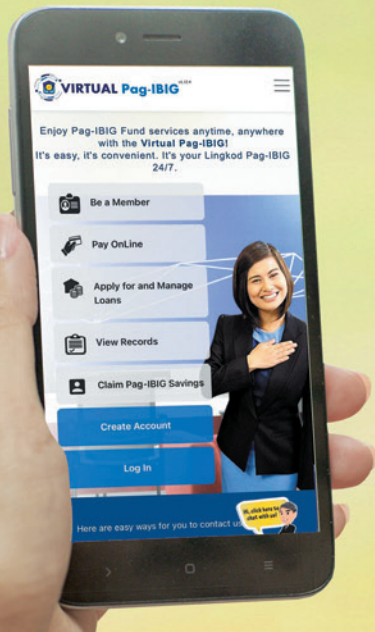 VIRTUAL Pag-IBIG
Enjoy Pag-IBIG Fund services anytime, anywhere
with the Virtual Pag-IBIG!
It's easy, it's convenient. It's your Lingkod Pag-IBIG
24/7.
Be a Member
Pay OnLine
Apply for and Manage
Loans
View Records
Claim Pag-IBIG Savings
Create Account
Log In
Hi, click here to
chat with us!
Here are easy ways for you to contact us